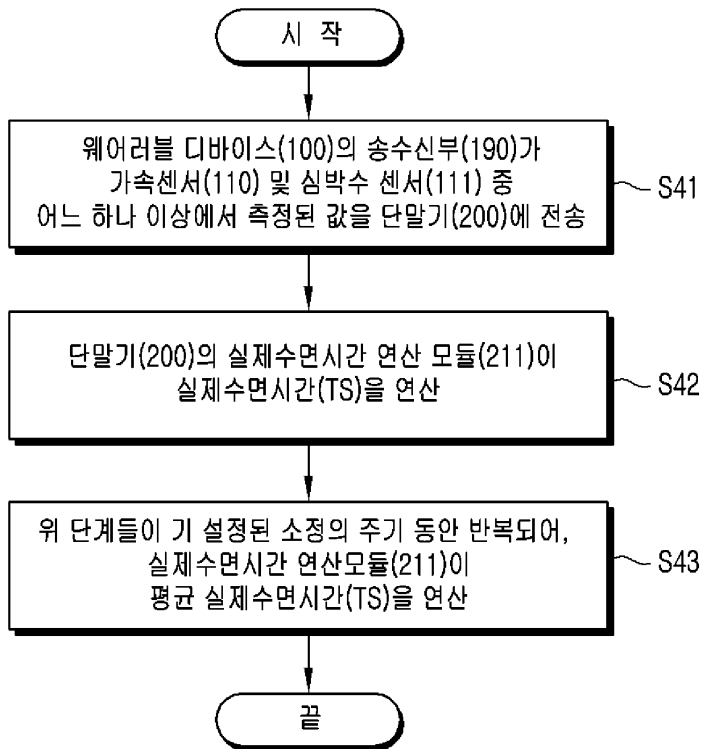 시 작
웨어러블 디바이스(100)의 송수신부(190)가
가속센서(110) 및 심박수 센서(111) 중
어느 하나 이상에서 측정된 값을 단말기(200)에 전송
S41
단말기(200)의 실제수면시간 연산 모듈(211)이
실제수면시간(TS)을 연산
S42
위 단계들이 기 설정된 소정의 주기 동안 반복되어,
실제수면시간 연산모듈(211)이
평균 실제수면시간(TS)을 연산
S43
끝